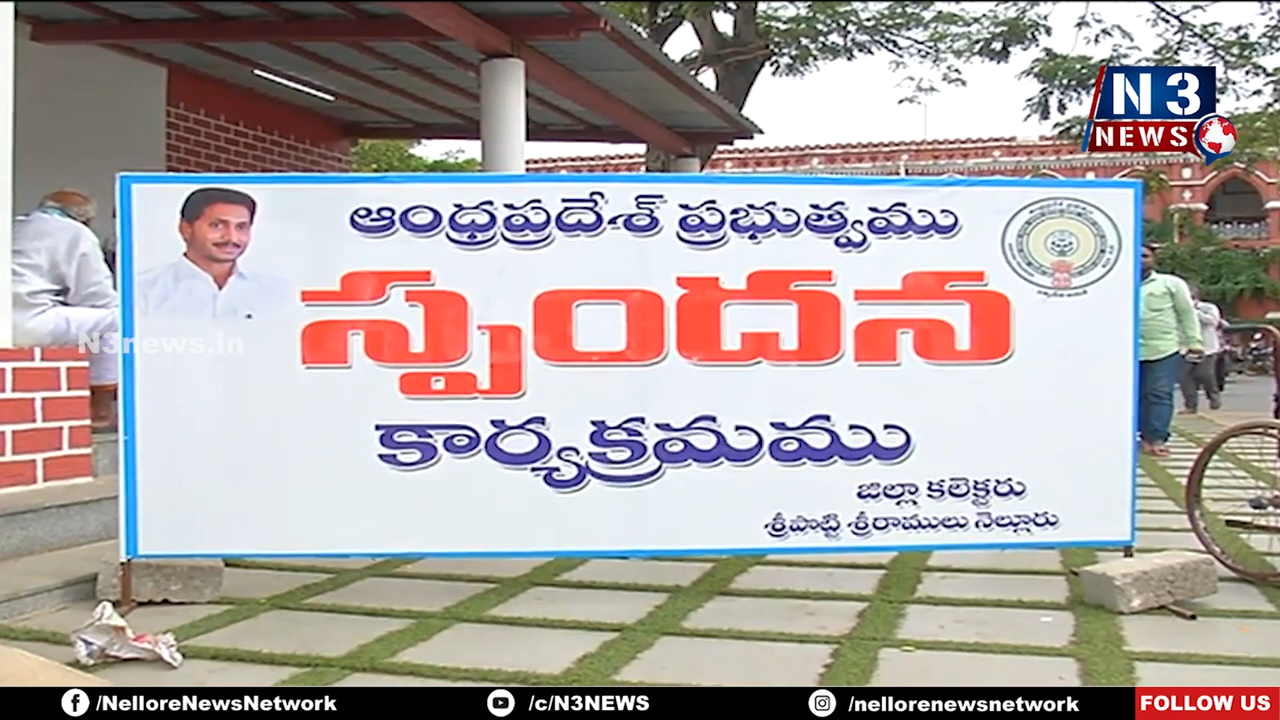 N3
NEWS
ఆంధ్రప్రదేశ్ ప్రభుత్వము
స్పందన
కార్యక్రమము
జిల్లా కలెక్టరు
శ్రీపొట్టి శ్రీరాములు నెల్లూరు
N3news.in
/NelloreNewsNetwork
/c/N3NEWS
/nellorenewsnetwork
FOLLOW US